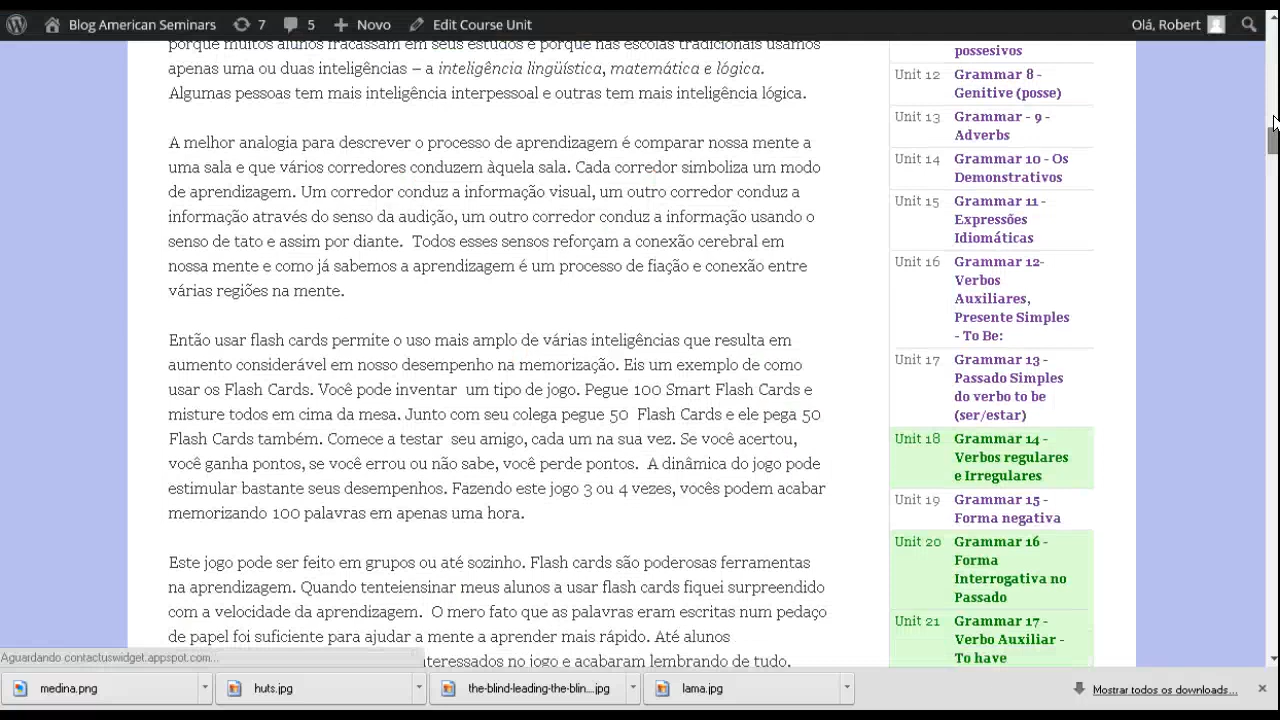 Blog American Seminars
7
5
Novo
Edit Course Unit
Olá, Robert
porque muitos alunos fracassam em seus estudos é porque nas escolas tradicionais usamos
apenas uma ou duas inteligências – a inteligência lingüística, matemática e lógica.
Algumas pessoas tem mais inteligência interpessoal e outras tem mais inteligência lógica.
A melhor analogia para descrever o processo de aprendizagem é comparar nossa mente a
uma sala e que vários corredores conduzem àquela sala. Cada corredor simboliza um modo
de aprendizagem. Um corredor conduz a informação visual, um outro corredor conduz a
informação através do senso da audição, um outro corredor conduz a informação usando o
senso de tato e assim por diante.  Todos esses sensos reforçam a conexão cerebral em
nossa mente e como já sabemos a aprendizagem é um processo de fiação e conexão entre
várias regiões na mente.
Então usar flash cards permite o uso mais amplo de várias inteligências que resulta em
aumento considerável em nosso desempenho na memorização. Eis um exemplo de como
usar os Flash Cards. Você pode inventar  um tipo de jogo. Pegue 100 Smart Flash Cards e
misture todos em cima da mesa. Junto com seu colega pegue 50  Flash Cards e ele pega 50
Flash Cards também. Comece a testar  seu amigo, cada um na sua vez. Se você acertou,
você ganha pontos, se você errou ou não sabe, você perde pontos.  A dinâmica do jogo pode
estimular bastante seus desempenhos. Fazendo este jogo 3 ou 4 vezes, vocês podem acabar
memorizando 100 palavras em apenas uma hora.
Este jogo pode ser feito em grupos ou até sozinho. Flash cards são poderosas ferramentas
na aprendizagem. Quando tenteiensinar meus alunos a usar flash cards fiquei surpreendido
com a velocidade da aprendizagem.  O mero fato que as palavras eram escritas num pedaço
de papel foi suficiente para ajudar a mente a aprender mais rápido. Até alunos
interessados no jogo e acabaram lembrando de tudo,
possesivos
Unit 12 Grammar 8 -
Genitive (posse)
Unit 13 Grammar - 9 -
Adverbs
Unit 14 Grammar 10 - Os
Demonstrativos
Unit 15 Grammar 11 -
Expressões
Idiomáticas
Unit 16 Grammar 12-
Verbos
Auxiliares,
Presente Simples
- To Be:
Unit 17 Grammar 13 -
Passado Simples
do verbo to be
(ser/estar)
Unit 18 Grammar 14 -
Verbos regulares
e Irregulares
Unit 19 Grammar 15 -
Forma negativa
Unit 20 Grammar 16 -
Forma
Interrogativa no
Passado
Unit 21 Grammar 17 -
Verbo Auxiliar -
To have
Aguardando contactuswidget.appspot.com...
medina.png
huts.jpg
the-blind-leading-the-blin....jpg
lama.jpg
Mostrar todos os downloads...